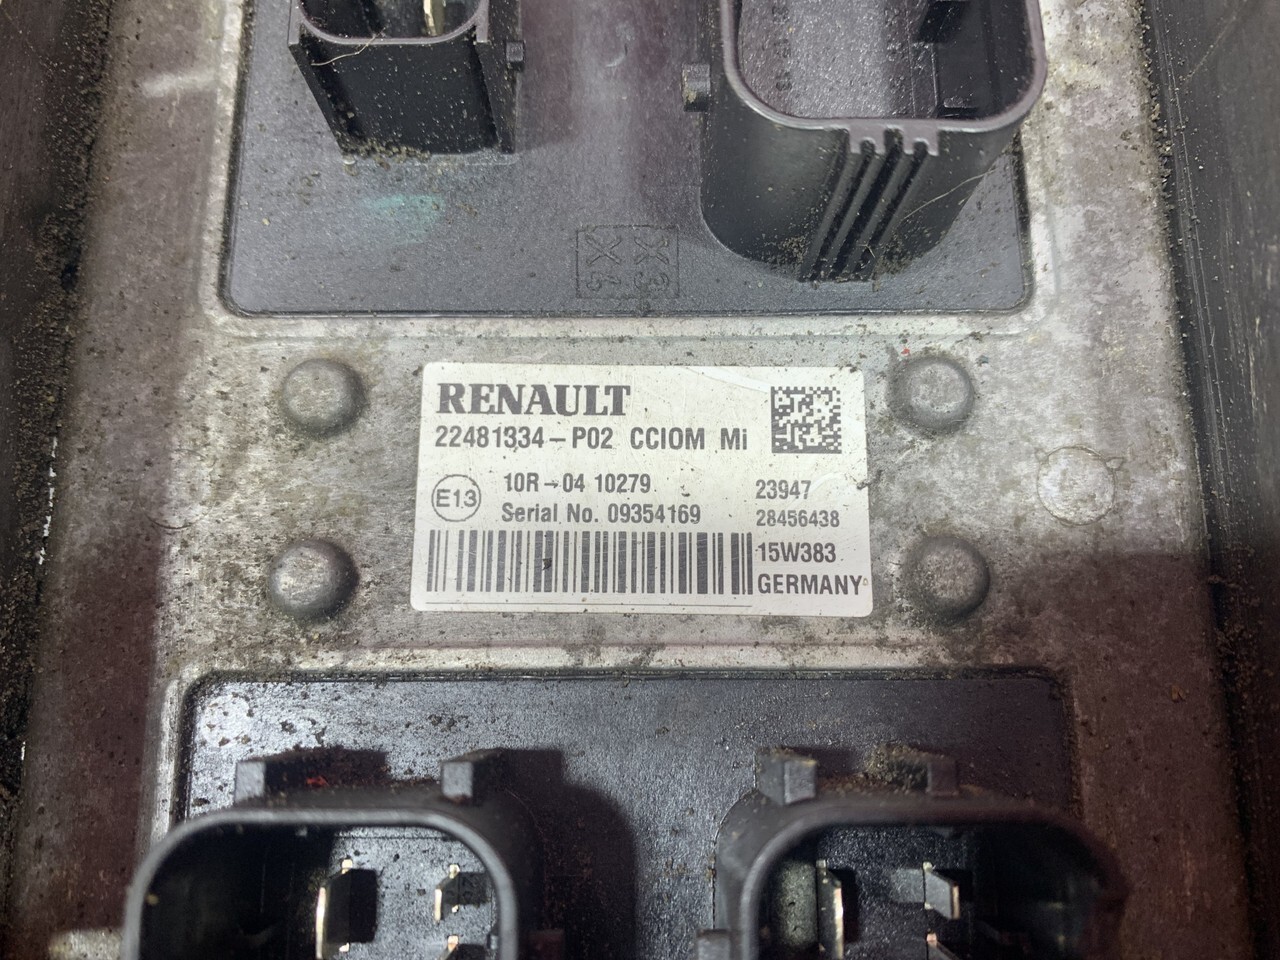 RENAULT
22481334-P02 CCIOM Mi
E13
10R-04 10279
23947
Serial No. 09354169
28456438
15W383
GERMANY